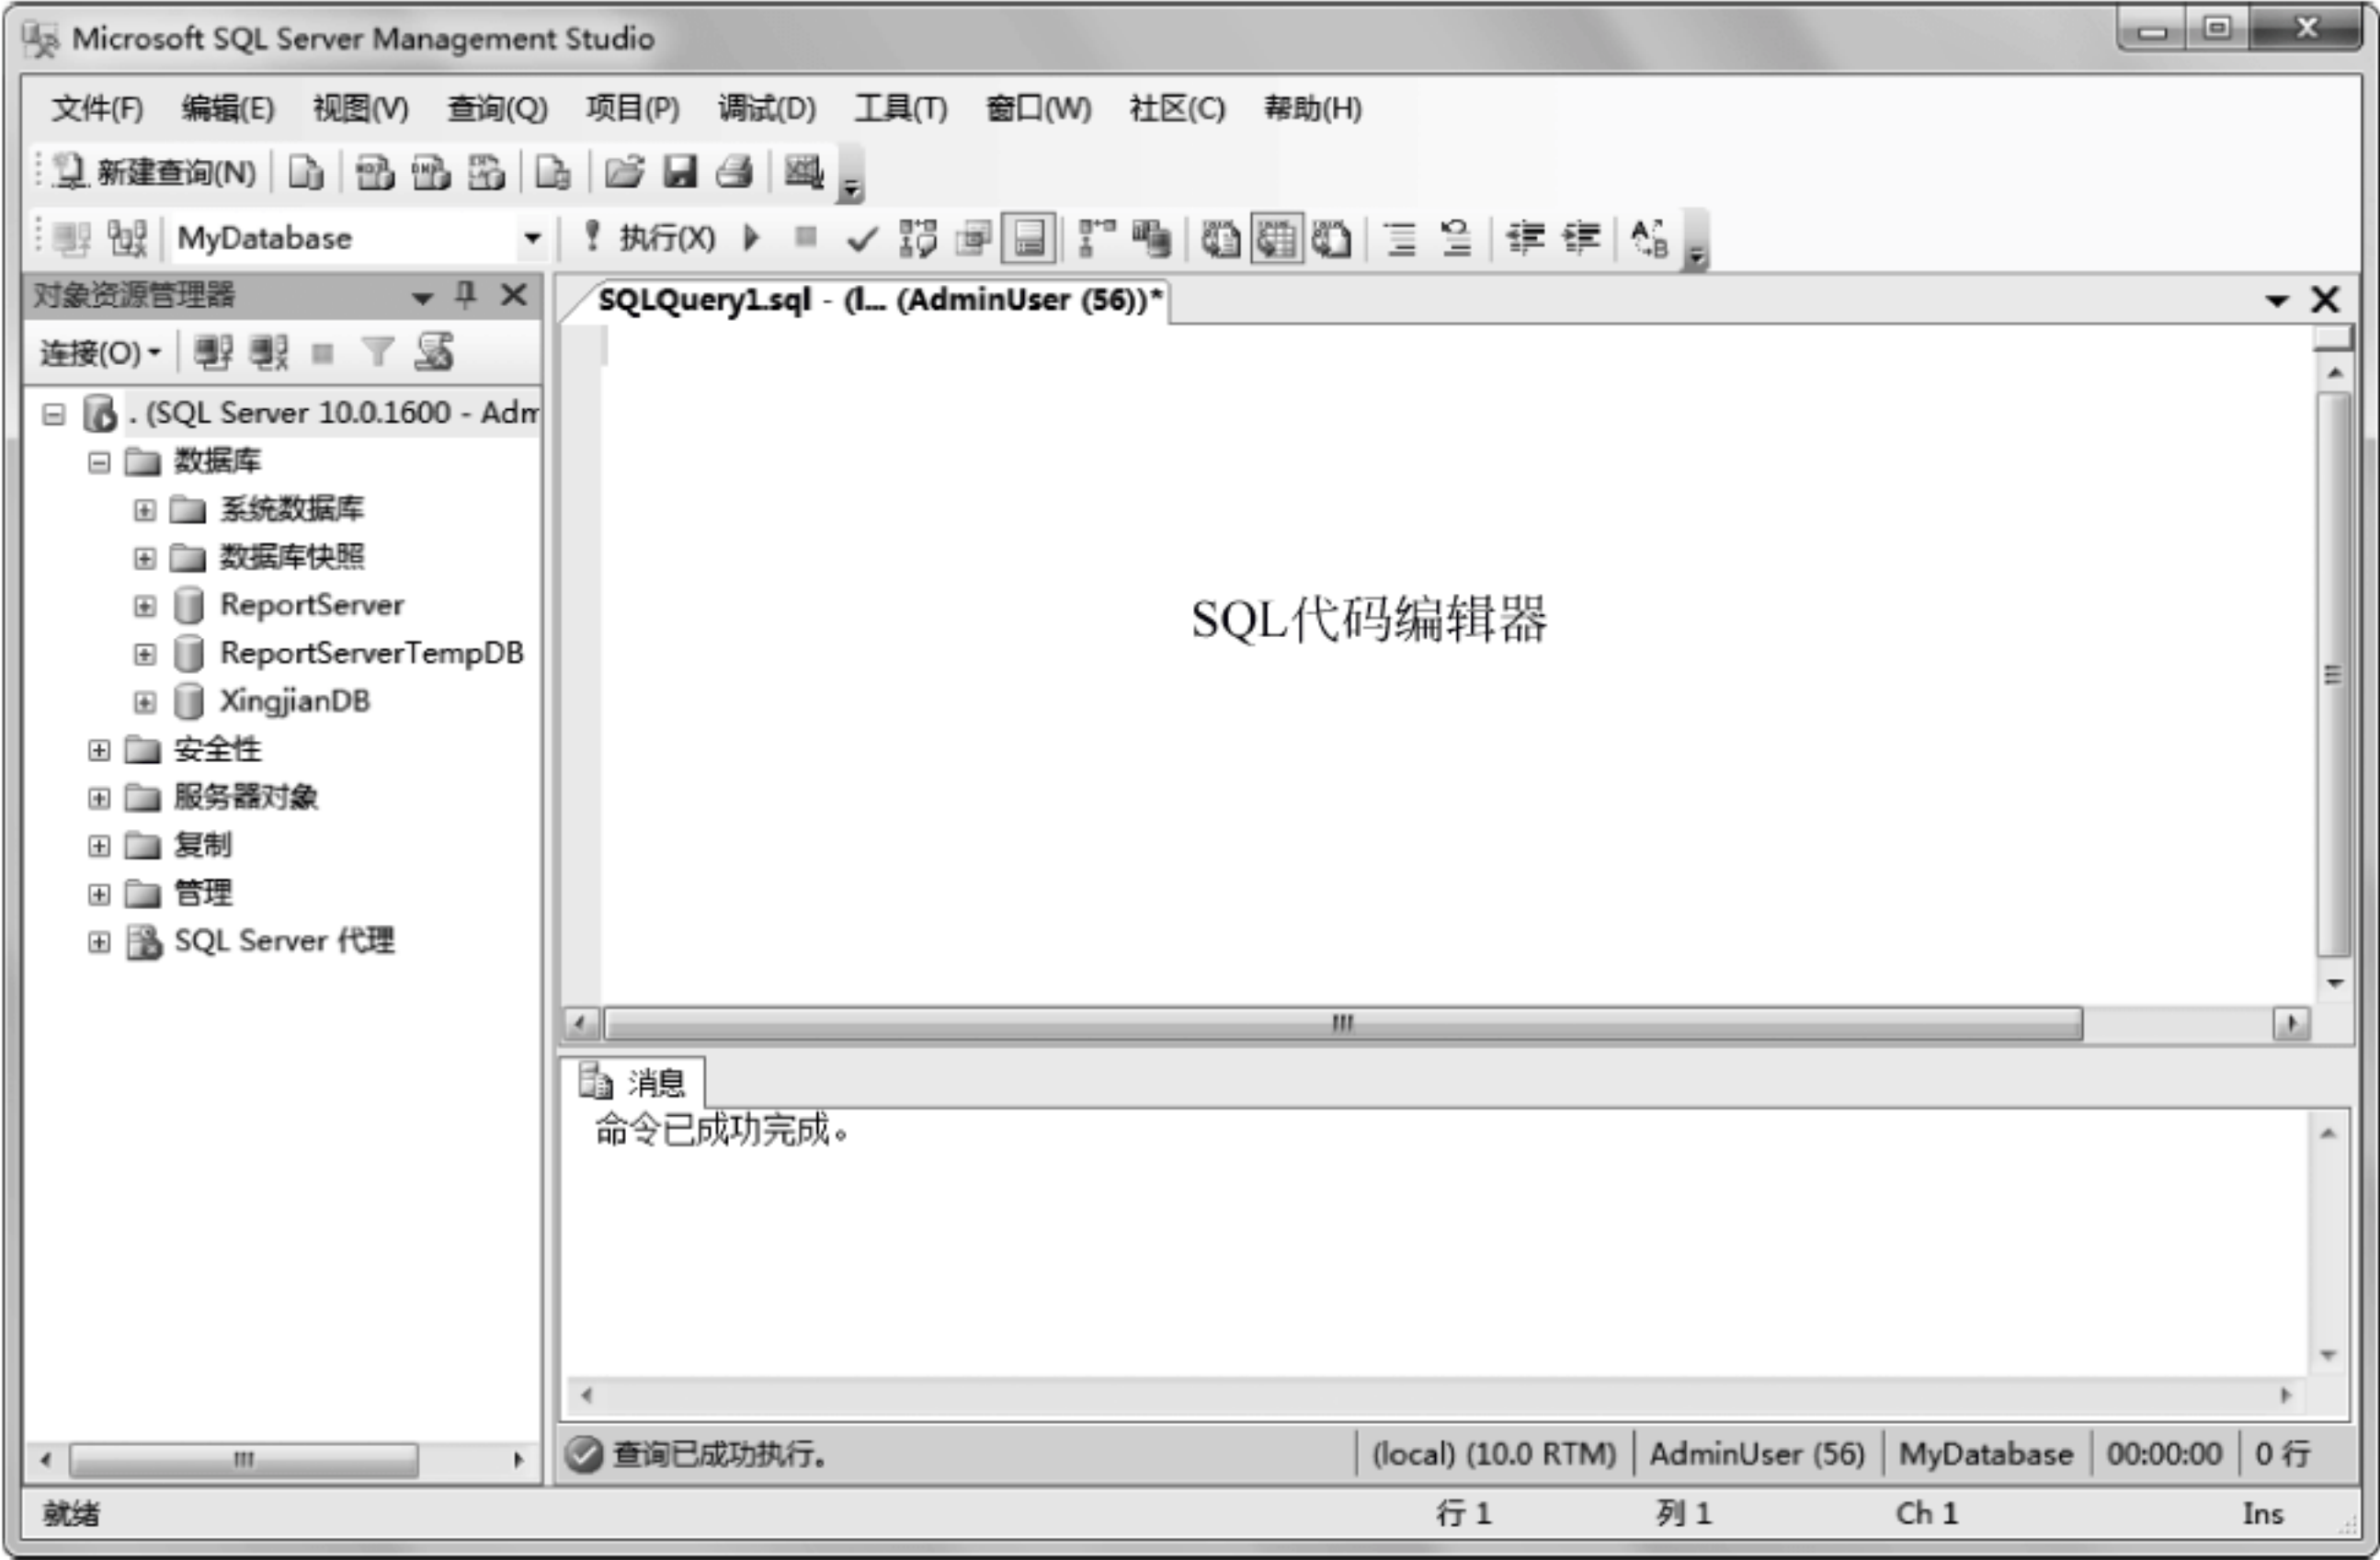 Microsoft SQL Server Management Studio
文件(F) 编辑(E) 视图(V) 查询(Q) 项目(P) 调试(D) 工具(T) 窗口(W) 社区(C) 帮助(H)
新建查询(N)
MyDatabase 执行(X)
对象资源管理器
连接(O)
. (SQL Server 10.0.1600 - Adm
数据库
系统数据库
数据库快照
ReportServer
ReportServerTempDB
XingjianDB
安全性
服务器对象
复制
管理
SQL Server 代理
SQLQuery1.sql - (l... (AdminUser (56))*
SQL代码编辑器
消息
命令已成功完成。
查询已成功执行。 (local) (10.0 RTM) AdminUser (56) MyDatabase 00:00:00 0 行
就绪 行 1 列 1 Ch 1 Ins